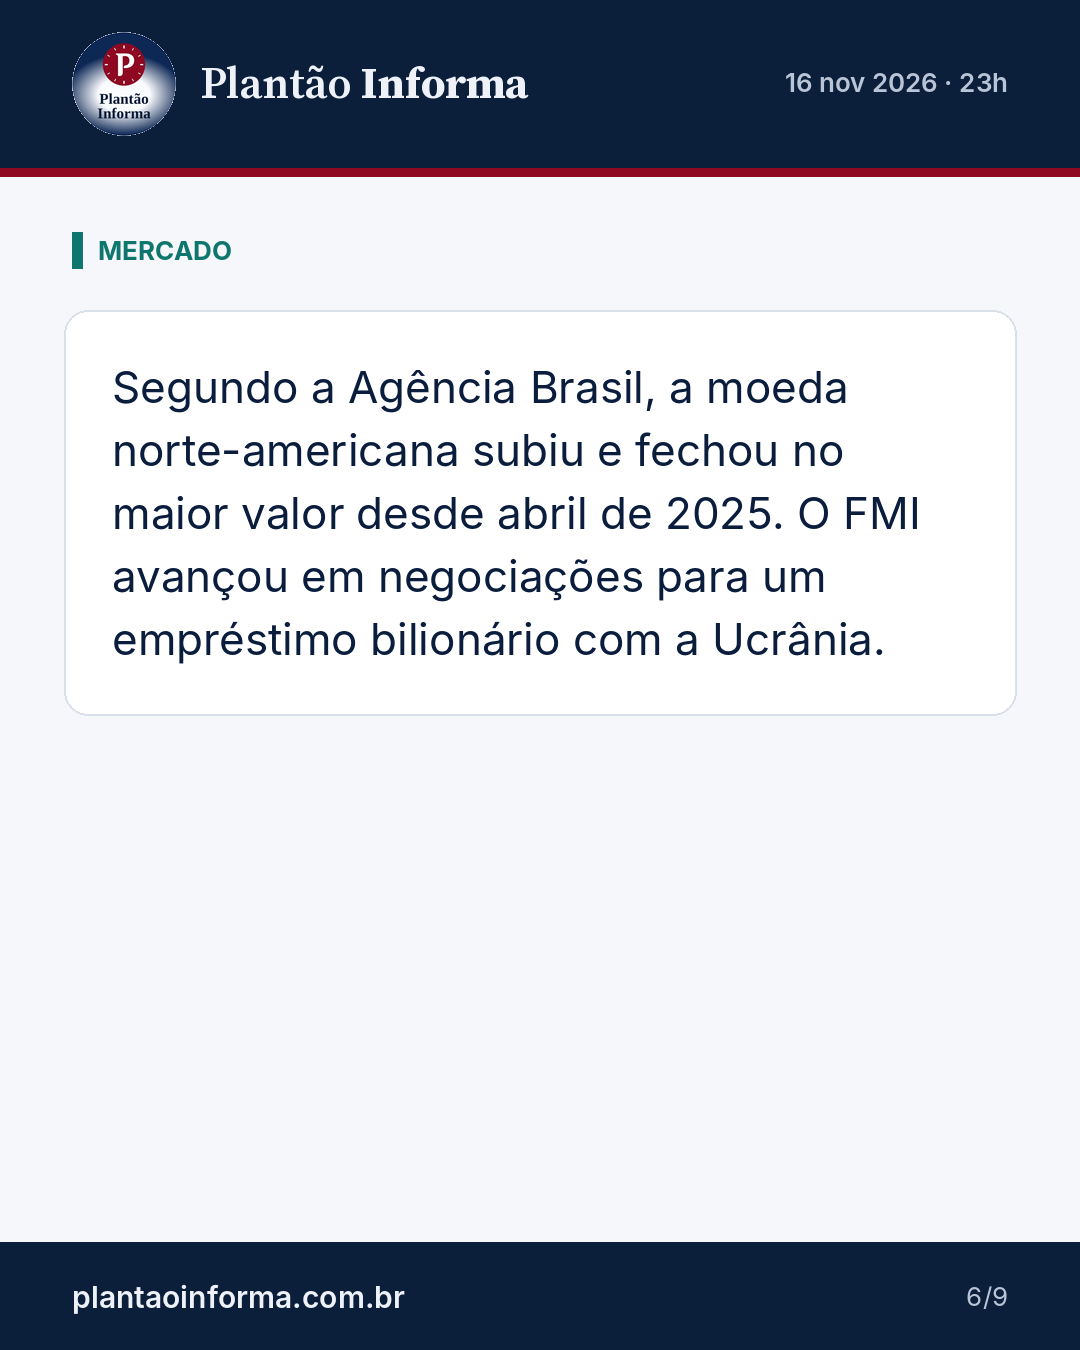 P
Plantão
Informa
Plantão Informa
16 nov 2026 · 23h
MERCADO
Segundo a Agência Brasil, a moeda
norte-americana subiu e fechou no
maior valor desde abril de 2025. O FMI
avançou em negociações para um
empréstimo bilionário com a Ucrânia.
plantaoinforma.com.br
6/9